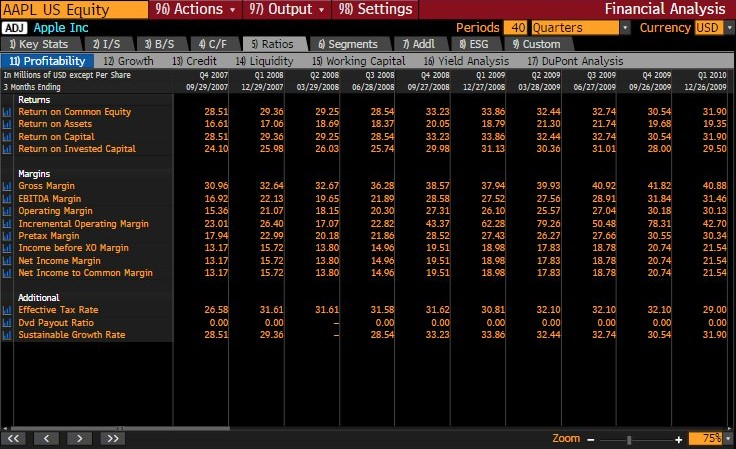 AAPL US Equity 96) Actions 97) Output 98) Settings Financial Analysis
ADJ Apple Inc Periods 40 Quarters Currency USD
1) Key Stats 2) I/S 3) B/S 4) C/F 5) Ratios 6) Segments 7) Addl 8) ESG 9) Custom
11) Profitability 12) Growth 13) Credit 14) Liquidity 15) Working Capital 16) Yield Analysis 17) DuPont Analysis
In Millions of USD except Per Share Q4 2007 Q1 2008 Q2 2008 Q3 2008 Q4 2008 Q1 2009 Q2 2009 Q3 2009 Q4 2009 Q1 2010
3 Months Ending 09/29/2007 12/29/2007 03/29/2008 06/28/2008 09/27/2008 12/27/2008 03/28/2009 06/27/2009 09/26/2009 12/26/2009
Returns
Return on Common Equity 28.51 29.36 29.25 28.54 33.23 33.86 32.44 32.74 30.54 31.90
Return on Assets 16.61 17.06 18.69 18.37 20.05 18.79 21.30 21.74 19.68 19.35
Return on Capital 28.51 29.36 29.25 28.54 33.23 33.86 32.44 32.74 30.54 31.90
Return on Invested Capital 24.10 25.98 26.03 25.74 29.98 31.13 30.36 31.01 28.00 29.50
Margins
Gross Margin 30.96 32.64 32.67 36.28 38.57 37.94 39.93 40.92 41.82 40.88
EBITDA Margin 16.92 22.13 19.65 21.89 28.58 27.52 27.56 28.91 31.84 31.46
Operating Margin 15.36 21.07 18.15 20.30 27.31 26.10 25.57 27.04 30.18 30.13
Incremental Operating Margin 23.01 26.40 17.07 22.82 43.37 62.28 79.26 50.48 78.31 42.70
Pretax Margin 17.94 22.99 20.18 21.86 28.52 27.43 26.27 27.66 30.55 30.34
Income before XO Margin 13.17 15.72 13.80 14.96 19.51 18.98 17.83 18.78 20.74 21.54
Net Income Margin 13.17 15.72 13.80 14.96 19.51 18.98 17.83 18.78 20.74 21.54
Net Income to Common Margin 13.17 15.72 13.80 14.96 19.51 18.98 17.83 18.78 20.74 21.54
Additional
Effective Tax Rate 26.58 31.61 31.61 31.58 31.62 30.81 32.10 32.10 32.10 29.00
Dvd Payout Ratio 0.00 0.00 – 0.00 0.00 0.00 0.00 0.00 0.00 0.00
Sustainable Growth Rate 28.51 29.36 – 28.54 33.23 33.86 32.44 32.74 30.54 31.90
<< < > >> Zoom – + 75%